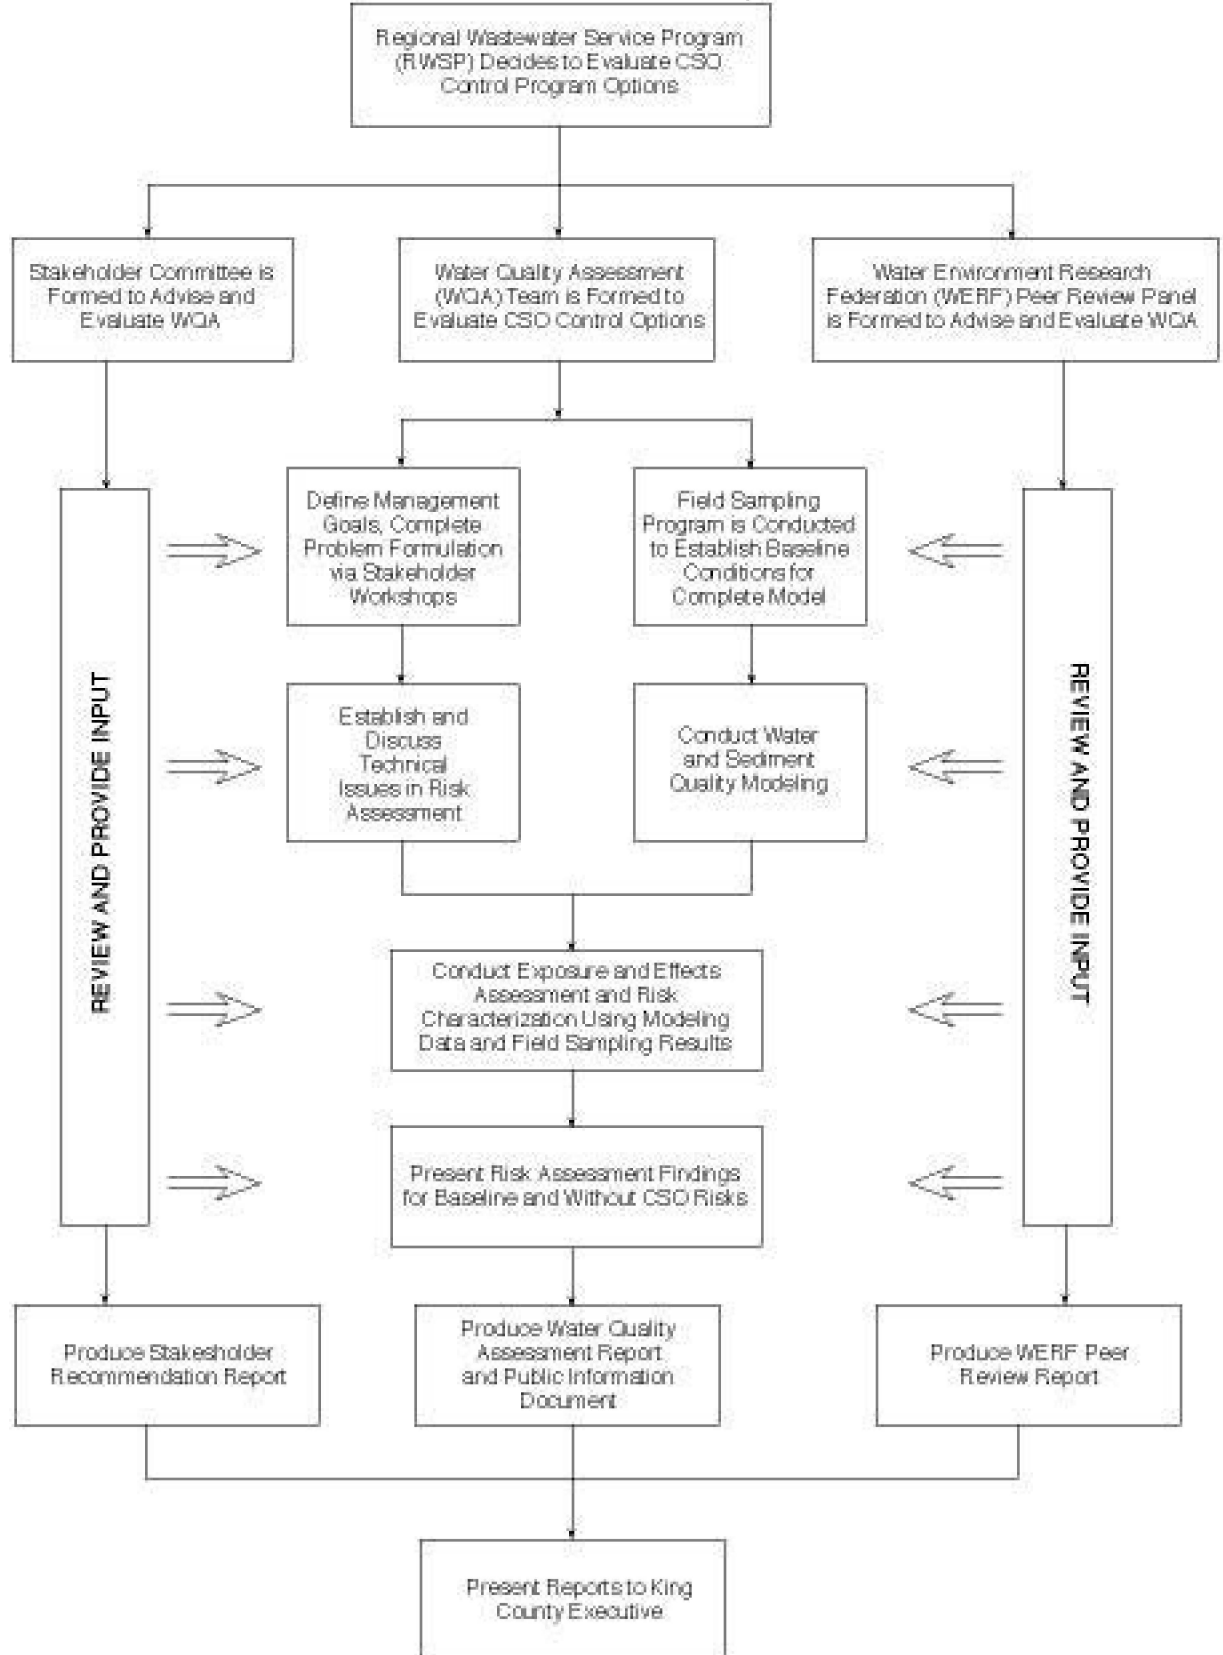 Regional Wastewater Service Program
(RWSP) Decides to Evaluate CSO
Control Program Options
Stakeholder Committee is
Formed to Advise and
Evaluate WQA
Water Quality Assessment
(WQA) Team is Formed to
Evaluate CSO Control Options
Water Environment Research
Federation (WERF) Peer Review Panel
is Formed to Advise and Evaluate WQA
Define Management
Goals, Complete
Problem Formulation
via Stakeholder
Workshops
Field Sampling
Program is Conducted
to Establish Baseline
Conditions for
Complete Model
REVIEW AND PROVIDE INPUT
Establish and
Discuss
Technical
Issues in Risk
Assessment
Conduct Water
and Sediment
Quality Modeling
REVIEW AND PROVIDE INPUT
Conduct Exposure and Effects
Assessment and Risk
Characterization Using Modeling
Data and Field Sampling Results
Present Risk Assessment Findings
for Baseline and Without CSO Risks
Produce Stakesholder
Recommendation Report
Produce Water Quality
Assessment Report
and Public Information
Document
Produce WERF Peer
Review Report
Present Reports to King
County Executive